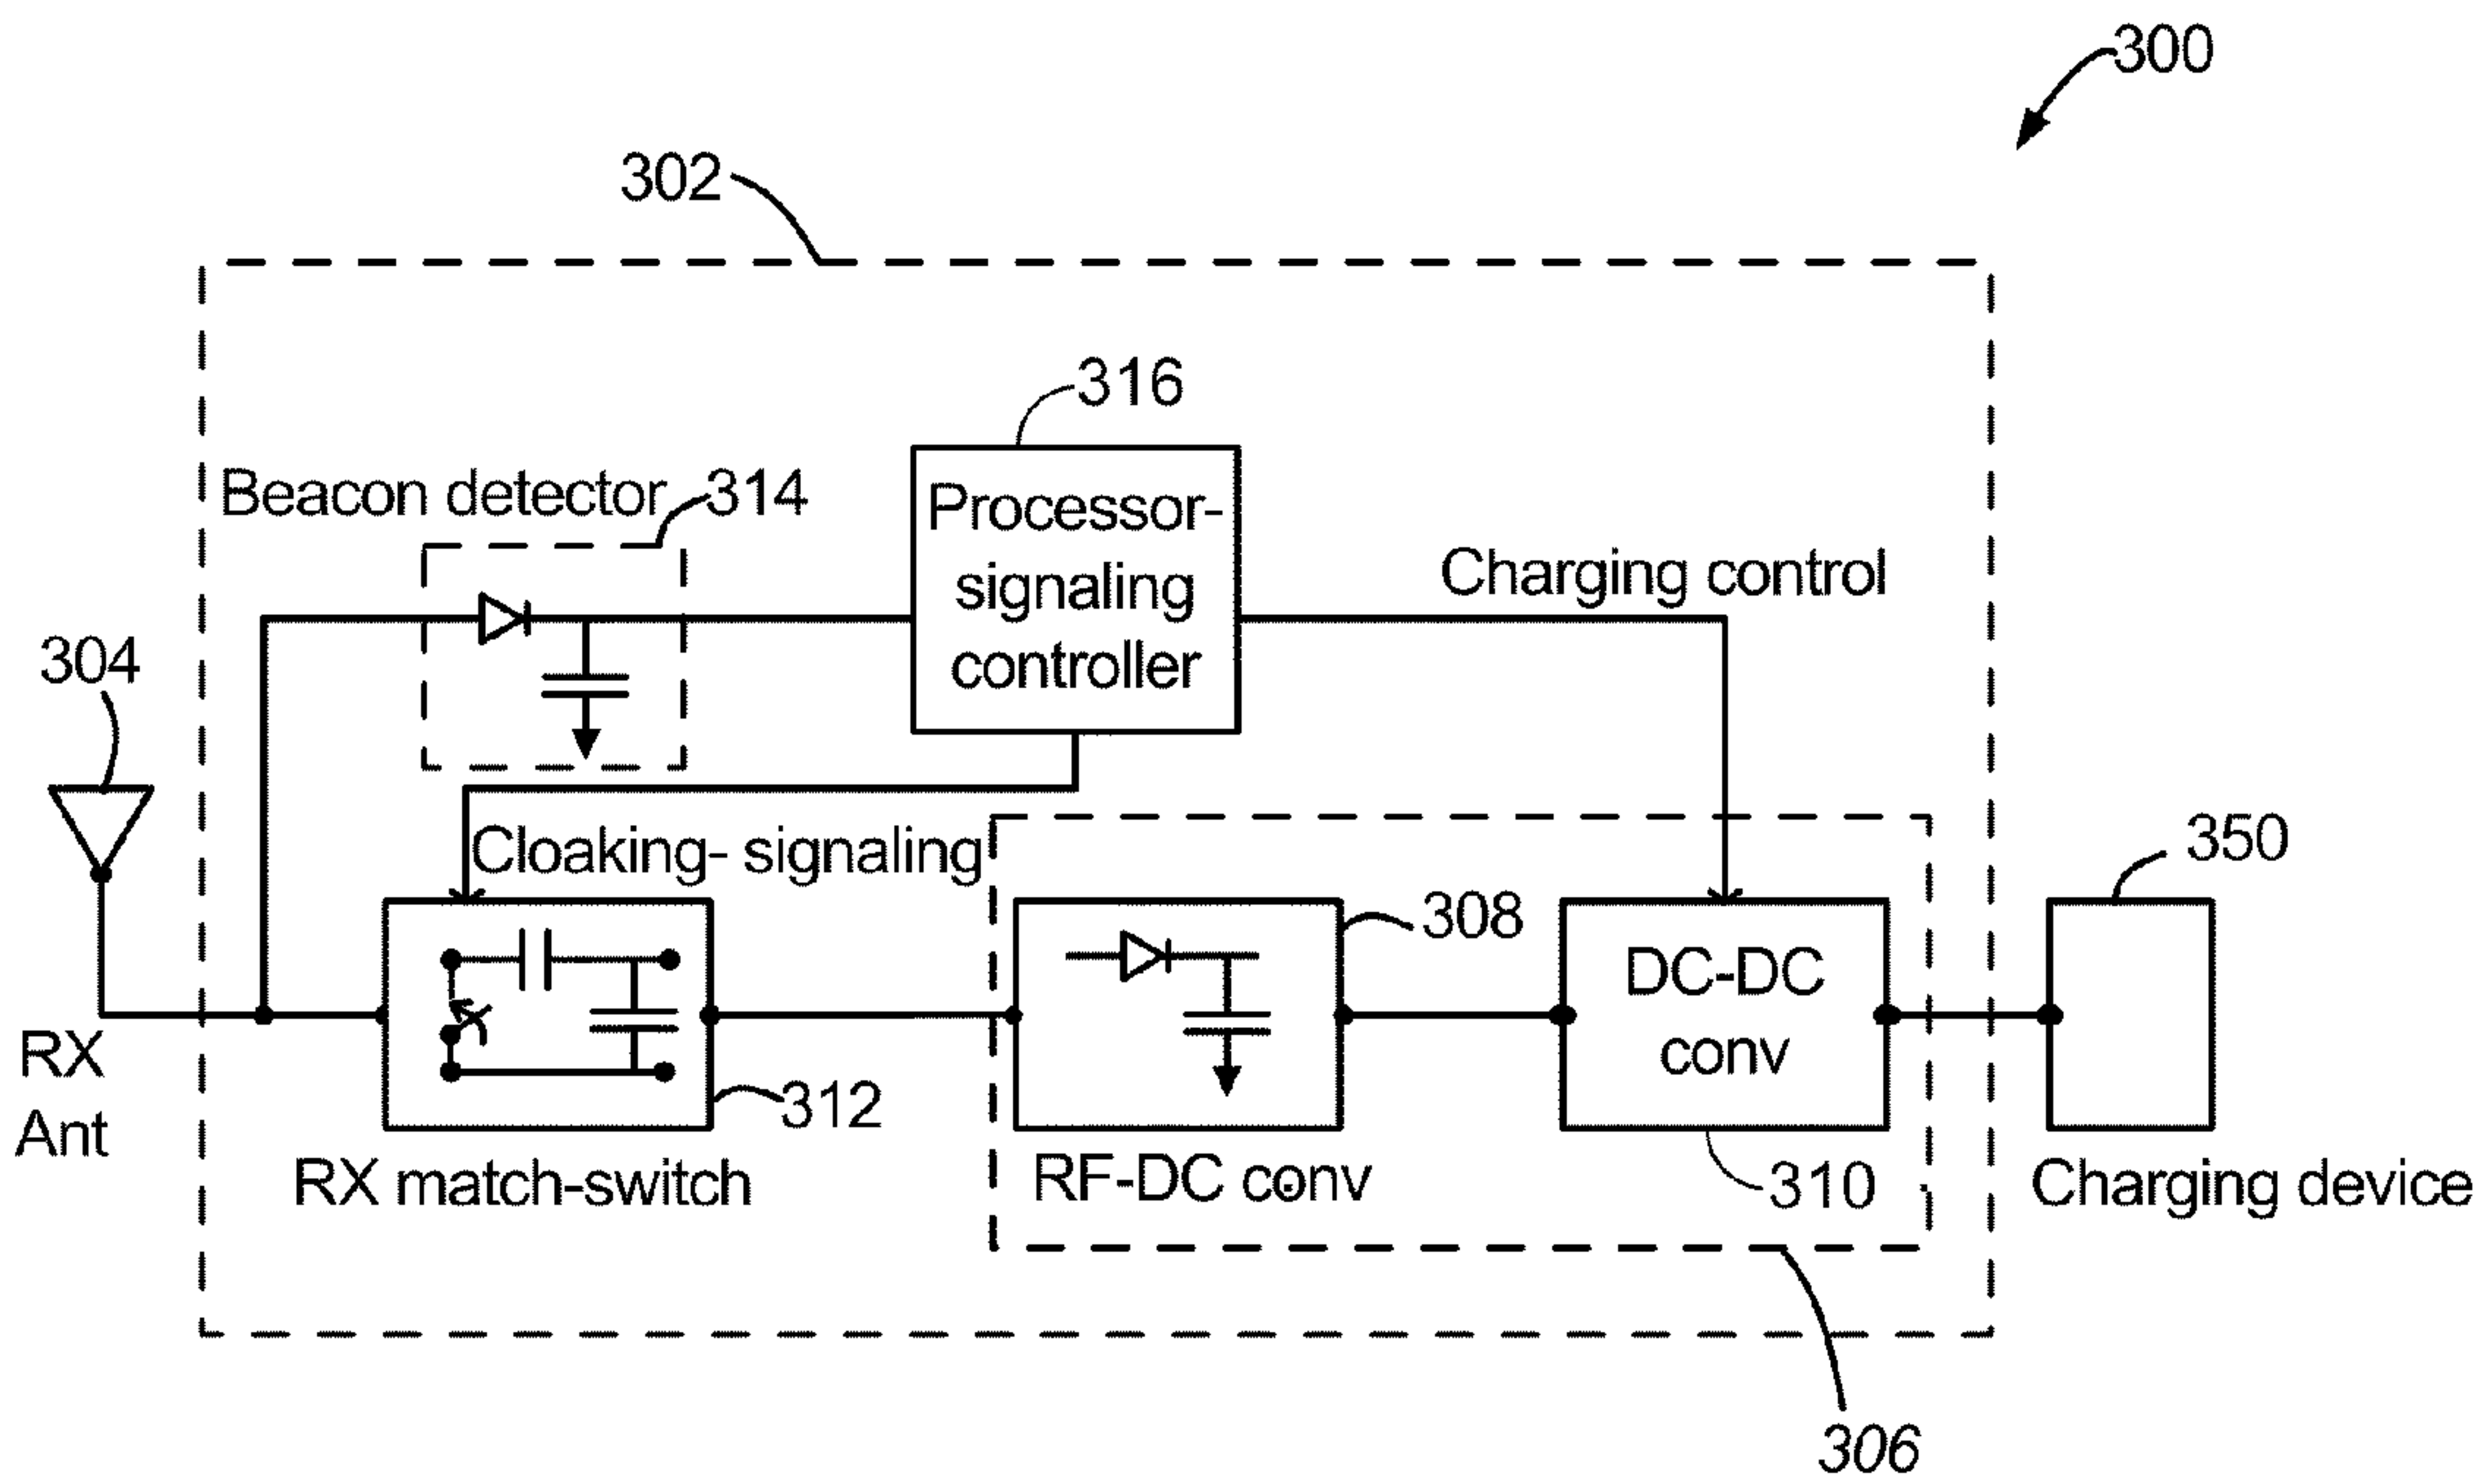 300
302
316
Beacon detector 314
Processor-
signaling
controller
Charging control
304
Cloaking- signaling
350
308
DC-DC
conv
RX
Ant
312
RX match-switch
RF-DC conv
310
Charging device
306